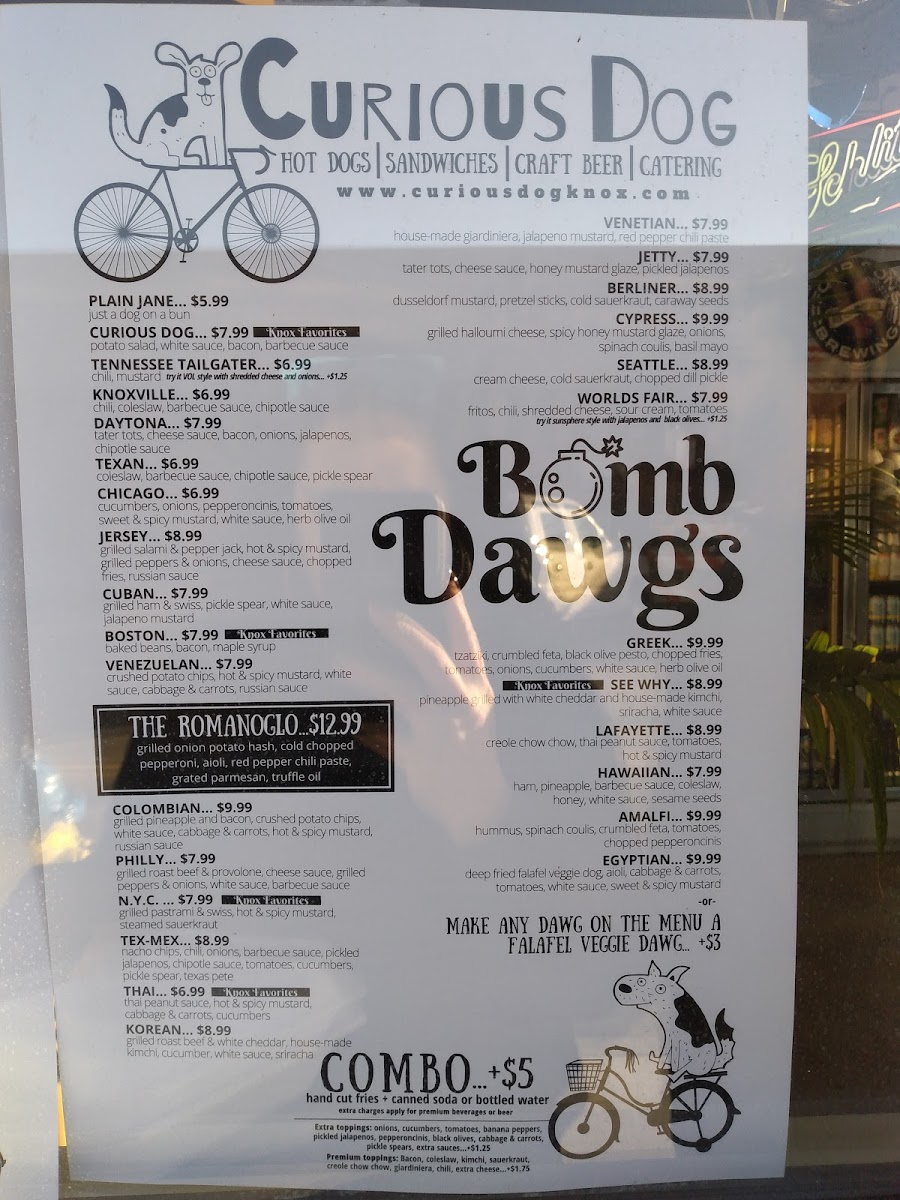 CURIOUS DOG
HOT DOGS | SANDWICHES | CRAFT BEER | CATERING
www.curiousdogknox.com
PLAIN JANE... $5.99
just a dog on a bun
CURIOUS DOG... $7.99 Knox Favorites
potato salad, white sauce, bacon, barbecue sauce
TENNESSEE TAILGATER... $6.99
chili, mustard try it VOL style with shredded cheese and onions... +$1.25
KNOXVILLE... $6.99
chili, coleslaw, barbecue sauce, chipotle sauce
DAYTONA... $7.99
tater tots, cheese sauce, bacon, onions, jalapenos,
chipotle sauce
TEXAN... $6.99
coleslaw, barbecue sauce, chipotle sauce, pickle spear
CHICAGO... $6.99
cucumbers, onions, pepperoncinis, tomatoes,
sweet & spicy mustard, white sauce, herb olive oil
JERSEY... $8.99
grilled salami & pepper jack, hot & spicy mustard,
grilled peppers & onions, cheese sauce, chopped
fries, russian sauce
CUBAN... $7.99
grilled ham & swiss, pickle spear, white sauce,
jalapeno mustard
BOSTON... $7.99 Knox Favorites
baked beans, bacon, maple syrup
VENEZUELAN... $7.99
crushed potato chips, hot & spicy mustard, white
sauce, cabbage & carrots, russian sauce
THE ROMANOGLO...$12.99
grilled onion potato hash, cold chopped
pepperoni, aioli, red pepper chili paste,
grated parmesan, truffle oil
COLOMBIAN... $9.99
grilled pineapple and bacon, crushed potato chips,
white sauce, cabbage & carrots, hot & spicy mustard,
russian sauce
PHILLY... $7.99
grilled roast beef & provolone, cheese sauce, grilled
peppers & onions, white sauce, barbecue sauce
N.Y.C. ... $7.99 Knox Favorites
grilled pastrami & swiss, hot & spicy mustard,
steamed sauerkraut
TEX-MEX... $8.99
nacho chips, chili, onions, barbecue sauce, pickled
jalapenos, chipotle sauce, tomatoes, cucumbers,
pickle spear, texas pete
THAI... $6.99 Knox Favorites
thai peanut sauce, hot & spicy mustard,
cabbage & carrots, cucumbers
KOREAN... $8.99
grilled roast beef & white cheddar, house-made
kimchi, cucumber, white sauce, sriracha
VENETIAN... $7.99
house-made giardiniera, jalapeno mustard, red pepper chili paste
JETTY... $7.99
tater tots, cheese sauce, honey mustard glaze, pickled jalapenos
BERLINER... $8.99
dusseldorf mustard, pretzel sticks, cold sauerkraut, caraway seeds
CYPRESS... $9.99
grilled halloumi cheese, spicy honey mustard glaze, onions,
spinach coulis, basil mayo
SEATTLE... $8.99
cream cheese, cold sauerkraut, chopped dill pickle
WORLDS FAIR... $7.99
fritos, chili, shredded cheese, sour cream, tomatoes
try it sunsphere style with jalapenos and black olives... +$1.25
Bomb
Dawgs
GREEK... $9.99
tzatziki, crumbled feta, black olive pesto, chopped fries,
tomatoes, onions, cucumbers, white sauce, herb olive oil
Knox Favorites SEE WHY... $8.99
pineapple grilled with white cheddar and house-made kimchi,
sriracha, white sauce
LAFAYETTE... $8.99
creole chow chow, thai peanut sauce, tomatoes,
hot & spicy mustard
HAWAIIAN... $7.99
ham, pineapple, barbecue sauce, coleslaw,
honey, white sauce, sesame seeds
AMALFI... $9.99
hummus, spinach coulis, crumbled feta, tomatoes,
chopped pepperoncinis
EGYPTIAN... $9.99
deep fried falafel veggie dog, aioli, cabbage & carrots,
tomatoes, white sauce, sweet & spicy mustard
-or-
MAKE ANY DAWG ON THE MENU A
FALAFEL VEGGIE DAWG... +$3
COMBO...+$5
hand cut fries + canned soda or bottled water
extra charges apply for premium beverages or beer
Extra toppings: onions, cucumbers, tomatoes, banana peppers,
pickled jalapenos, pepperoncinis, black olives, cabbage & carrots,
pickle spears, extra sauces...+$1.25
Premium toppings: Bacon, coleslaw, kimchi, sauerkraut,
creole chow chow, giardiniera, chili, extra cheese...+$1.75
BREWING